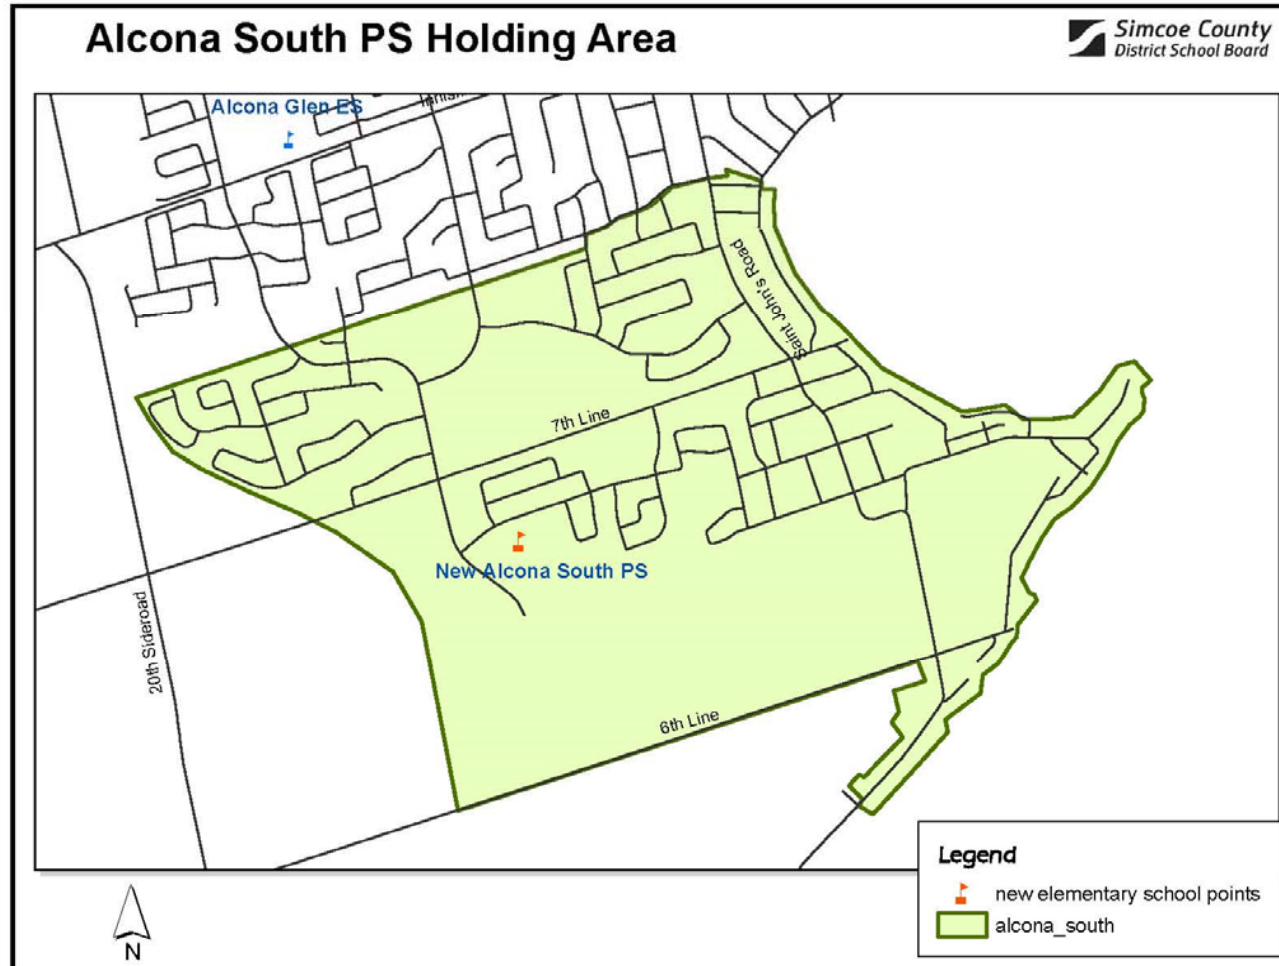 Alcona South PS Holding Area
Simcoe County
District School Board
Alcona Glen ES
Saint John's Road
7th Line
New Alcona South PS
20th Sideroad
6th Line
Legend
new elementary school points
alcona_south
N